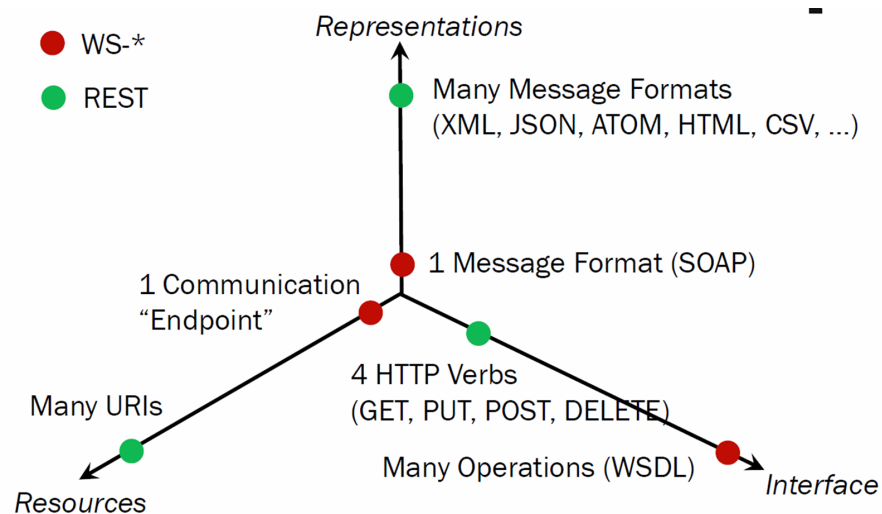 Representations
WS-*
REST
Many Message Formats
(XML, JSON, ATOM, HTML, CSV, ...)
1 Message Format (SOAP)
1 Communication
“Endpoint”
4 HTTP Verbs
(GET, PUT, POST, DELETE)
Many URIs
Many Operations (WSDL)
Resources
Interface